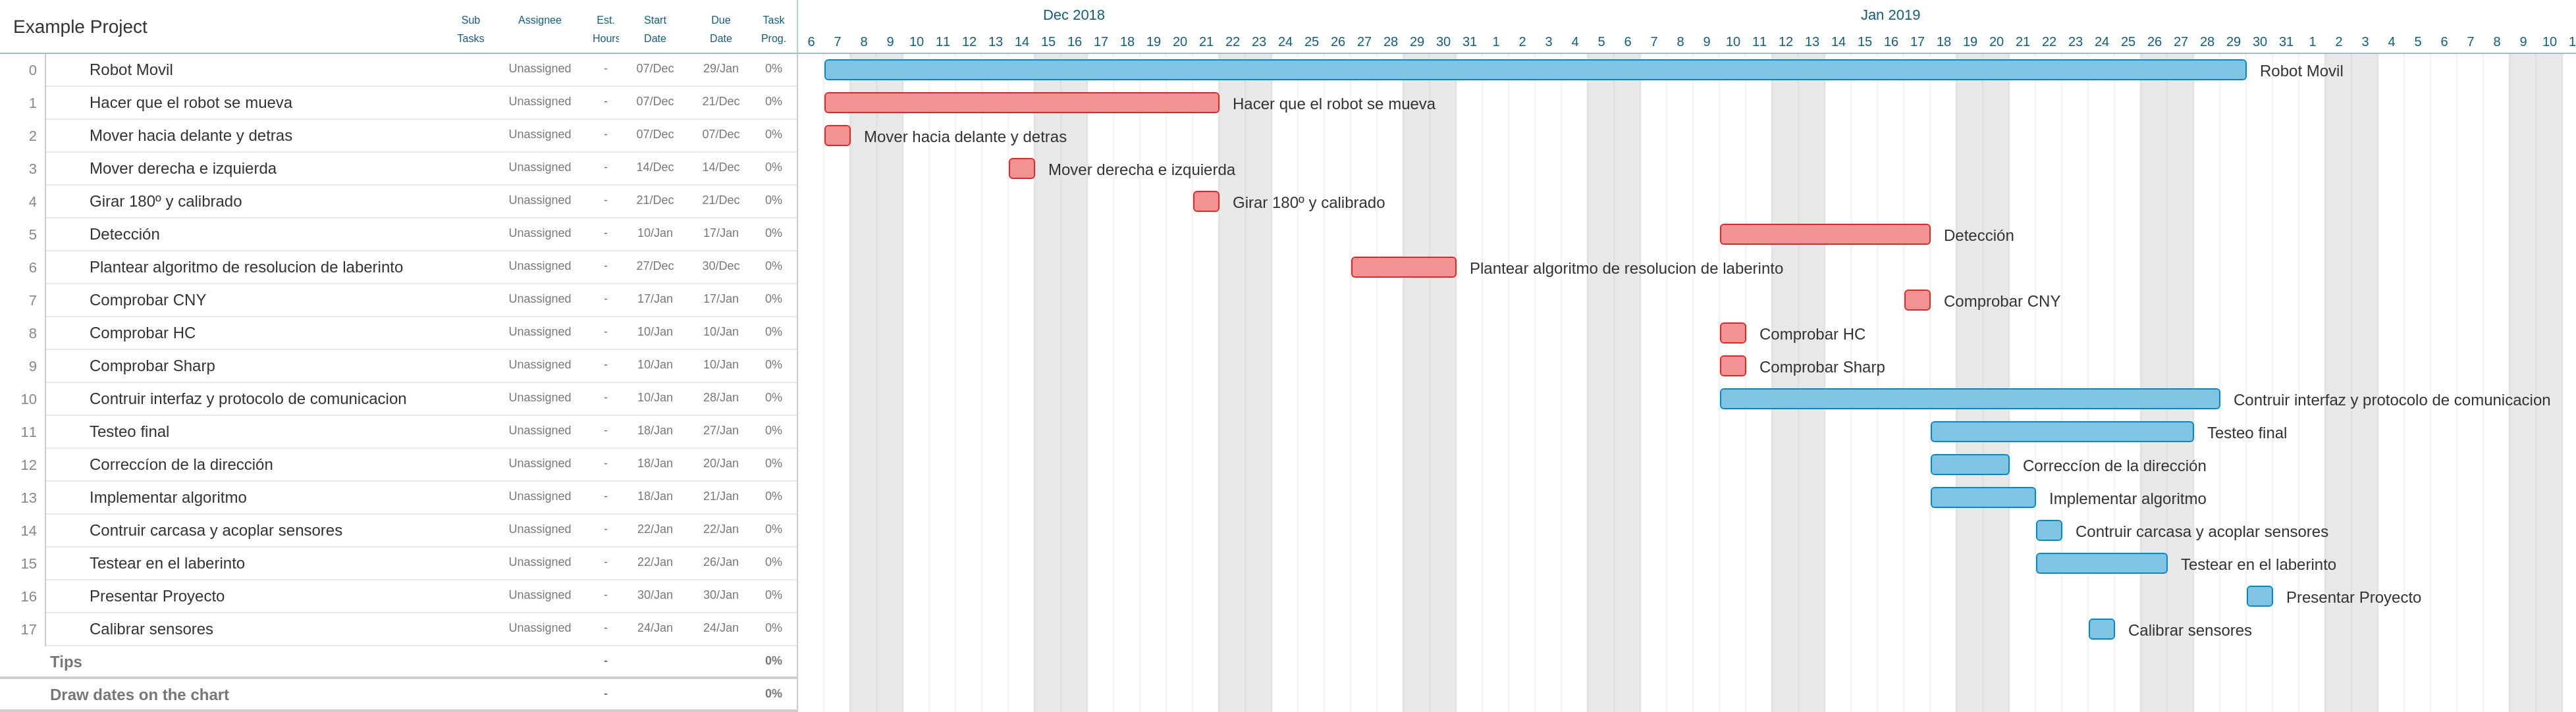 Example Project Sub Tasks Assignee Est. Hours Start Date Due Date Task Prog.
Dec 2018 Jan 2019
6 7 8 9 10 11 12 13 14 15 16 17 18 19 20 21 22 23 24 25 26 27 28 29 30 31 1 2 3 4 5 6 7 8 9 10 11 12 13 14 15 16 17 18 19 20 21 22 23 24 25 26 27 28 29 30 31 1 2 3 4 5 6 7 8 9 10 1
0 Robot Movil Unassigned - 07/Dec 29/Jan 0% Robot Movil
1 Hacer que el robot se mueva Unassigned - 07/Dec 21/Dec 0% Hacer que el robot se mueva
2 Mover hacia delante y detras Unassigned - 07/Dec 07/Dec 0% Mover hacia delante y detras
3 Mover derecha e izquierda Unassigned - 14/Dec 14/Dec 0% Mover derecha e izquierda
4 Girar 180º y calibrado Unassigned - 21/Dec 21/Dec 0% Girar 180º y calibrado
5 Detección Unassigned - 10/Jan 17/Jan 0% Detección
6 Plantear algoritmo de resolucion de laberinto Unassigned - 27/Dec 30/Dec 0% Plantear algoritmo de resolucion de laberinto
7 Comprobar CNY Unassigned - 17/Jan 17/Jan 0% Comprobar CNY
8 Comprobar HC Unassigned - 10/Jan 10/Jan 0% Comprobar HC
9 Comprobar Sharp Unassigned - 10/Jan 10/Jan 0% Comprobar Sharp
10 Contruir interfaz y protocolo de comunicacion Unassigned - 10/Jan 28/Jan 0% Contruir interfaz y protocolo de comunicacion
11 Testeo final Unassigned - 18/Jan 27/Jan 0% Testeo final
12 Correccíon de la dirección Unassigned - 18/Jan 20/Jan 0% Correccíon de la dirección
13 Implementar algoritmo Unassigned - 18/Jan 21/Jan 0% Implementar algoritmo
14 Contruir carcasa y acoplar sensores Unassigned - 22/Jan 22/Jan 0% Contruir carcasa y acoplar sensores
15 Testear en el laberinto Unassigned - 22/Jan 26/Jan 0% Testear en el laberinto
16 Presentar Proyecto Unassigned - 30/Jan 30/Jan 0% Presentar Proyecto
17 Calibrar sensores Unassigned - 24/Jan 24/Jan 0% Calibrar sensores
Tips - 0%
Draw dates on the chart - 0%